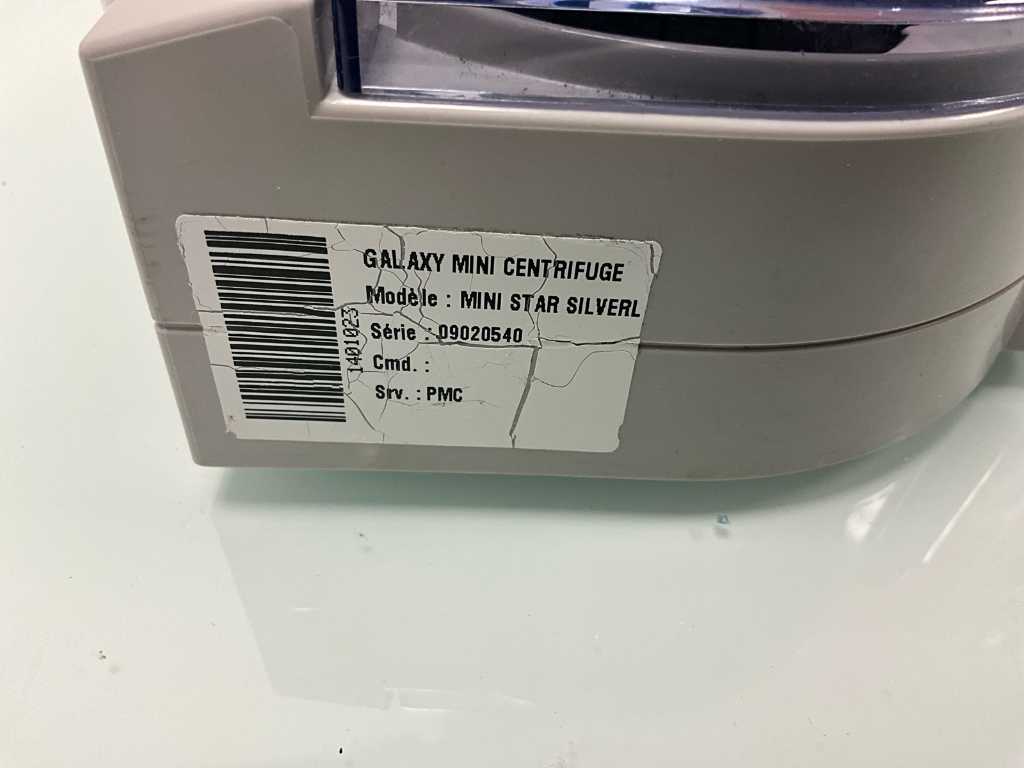 GALAXY MINI CENTRIFUGE
Modèle : MINI STAR SILVERL
Série : 09020540
Cmd. :
Srv. : PMC
1401023